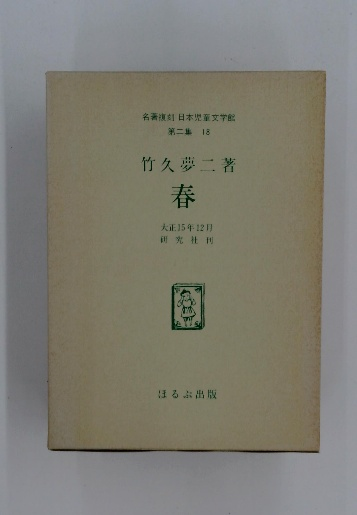 名著復刻 日本児童文学館
第二集 18
竹久夢二著
春
大正15年12月
研究社刊
ほるぷ出版